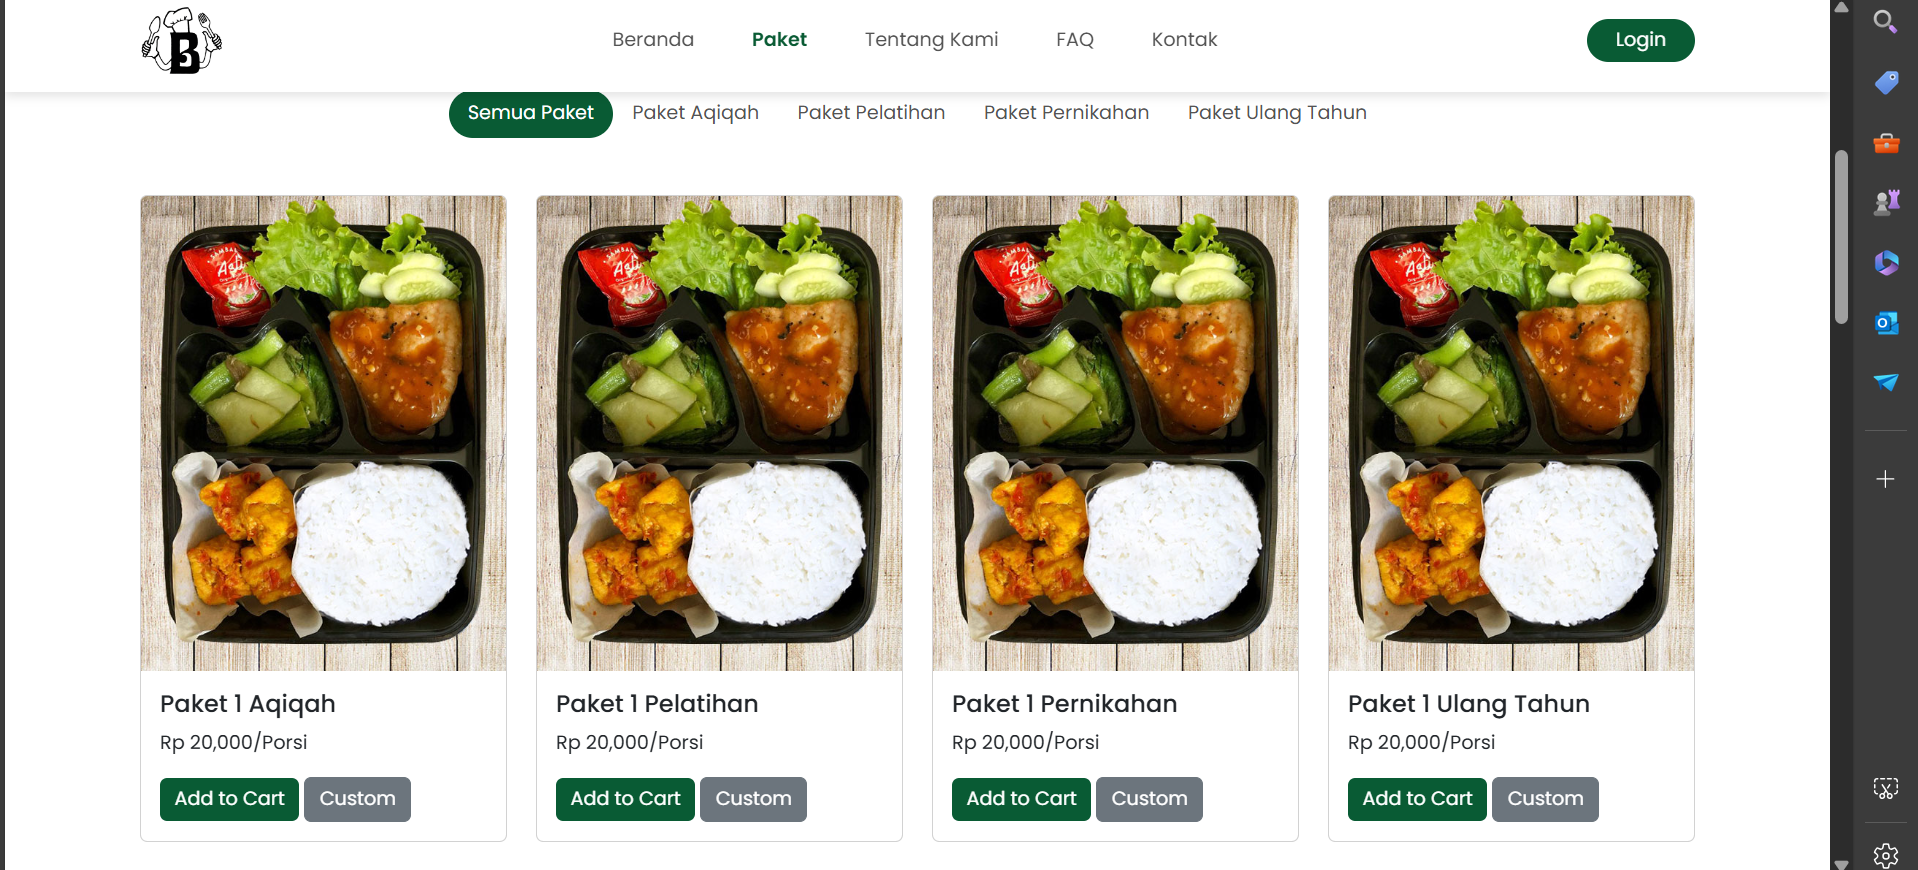 B
Beranda Paket Tentang Kami FAQ Kontak Login
Semua Paket Paket Aqiqah Paket Pelatihan Paket Pernikahan Paket Ulang Tahun
Paket 1 Aqiqah
Rp 20,000/Porsi
Add to Cart Custom
Paket 1 Pelatihan
Rp 20,000/Porsi
Add to Cart Custom
Paket 1 Pernikahan
Rp 20,000/Porsi
Add to Cart Custom
Paket 1 Ulang Tahun
Rp 20,000/Porsi
Add to Cart Custom